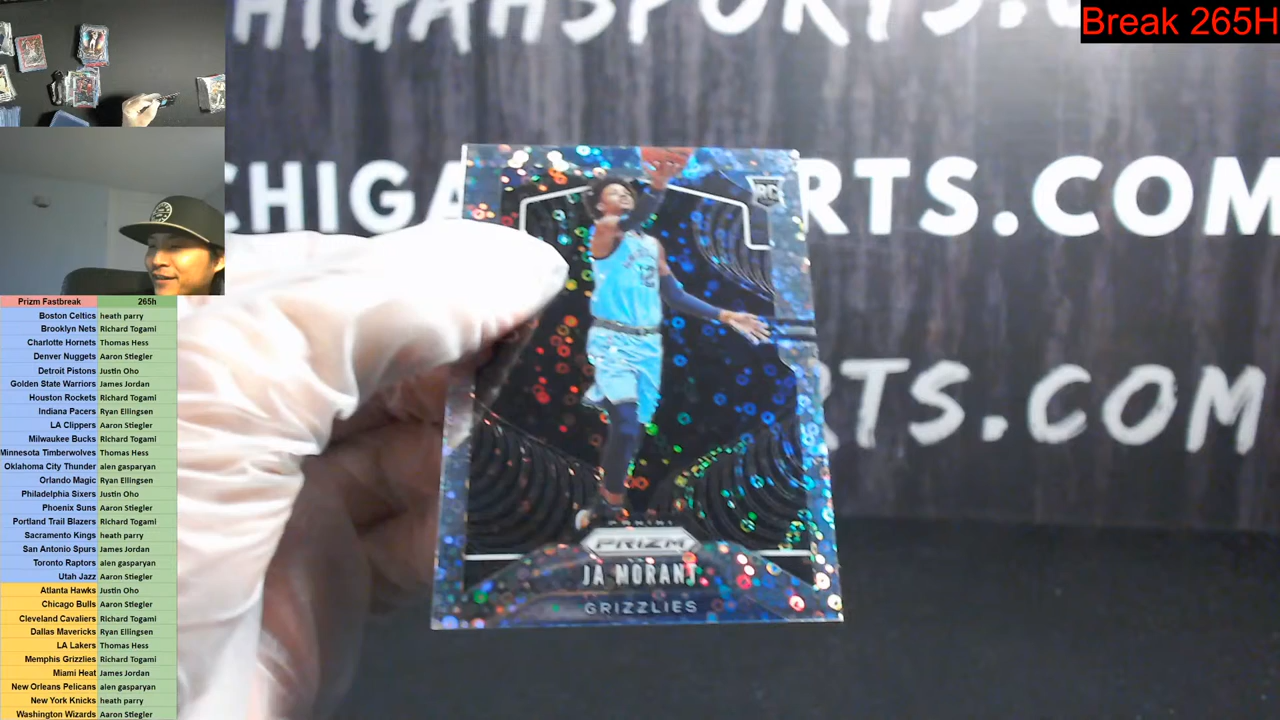 HIGAHSPORTS.
Break 265H
CHIGA
RTS.COM
RTS.COM
RC
12
PANINI
PRIZM
JA MORANT
GRIZZLIES
Prizm Fastbreak 265h
Boston Celtics heath parry
Brooklyn Nets Richard Togami
Charlotte Hornets Thomas Hess
Denver Nuggets Aaron Stiegler
Detroit Pistons Justin Oho
Golden State Warriors James Jordan
Houston Rockets Richard Togami
Indiana Pacers Ryan Ellingsen
LA Clippers Aaron Stiegler
Milwaukee Bucks Richard Togami
Minnesota Timberwolves Thomas Hess
Oklahoma City Thunder alen gasparyan
Orlando Magic Ryan Ellingsen
Philadelphia Sixers Justin Oho
Phoenix Suns Aaron Stiegler
Portland Trail Blazers Richard Togami
Sacramento Kings heath parry
San Antonio Spurs James Jordan
Toronto Raptors alen gasparyan
Utah Jazz Aaron Stiegler
Atlanta Hawks Justin Oho
Chicago Bulls Aaron Stiegler
Cleveland Cavaliers Richard Togami
Dallas Mavericks Ryan Ellingsen
LA Lakers Thomas Hess
Memphis Grizzlies Richard Togami
Miami Heat James Jordan
New Orleans Pelicans alen gasparyan
New York Knicks heath parry
Washington Wizards Aaron Stiegler